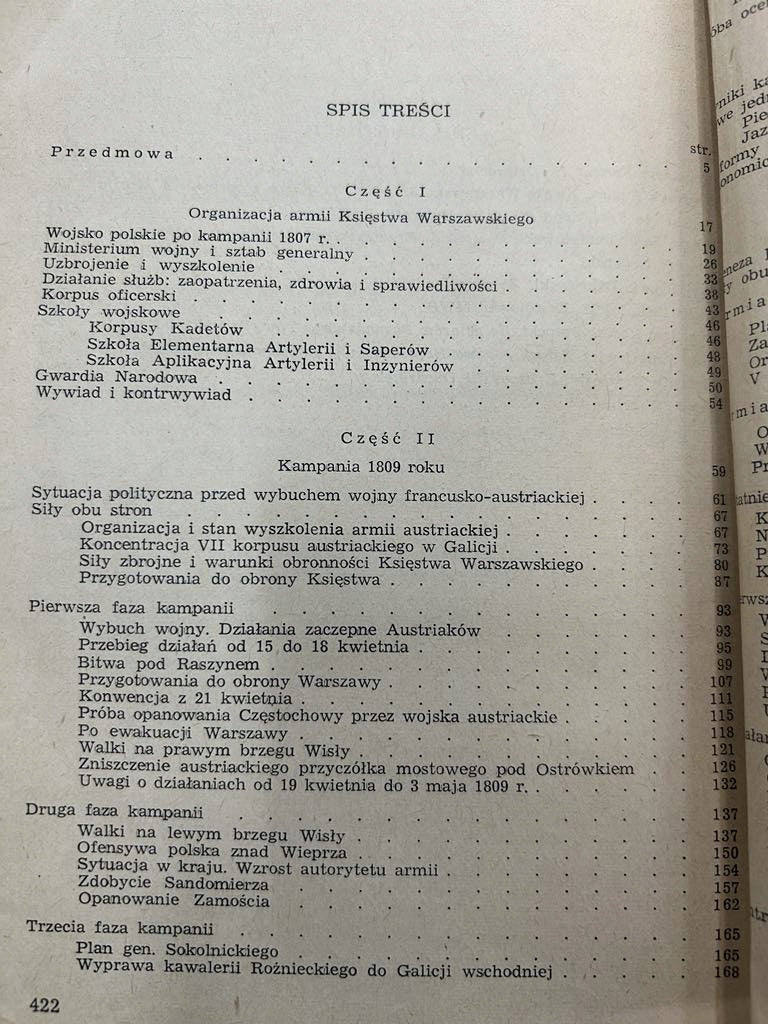 SPIS TREŚCI
str.
Przedmowa . . . . . . . . . . . . . . 5
Część I
Organizacja armii Księstwa Warszawskiego 17
Wojsko polskie po kampanii 1807 r. . . . . . . . . . . 19
Ministerium wojny i sztab generalny . . . . . . . . . . 26
Uzbrojenie i wyszkolenie . . . . . . . . . . . . 33
Działanie służb: zaopatrzenia, zdrowia i sprawiedliwości . . . . . . 38
Korpus oficerski . . . . . . . . . . . . . . 43
Szkoły wojskowe . . . . . . . . . . . . . . 46
Korpusy Kadetów . . . . . . . . . . . . 46
Szkoła Elementarna Artylerii i Saperów . . . . . . . 48
Szkoła Aplikacyjna Artylerii i Inzynierów . . . . . . 49
Gwardia Narodowa . . . . . . . . . . . . . 50
Wywiad i kontrwywiad . . . . . . . . . . . . 54
Część II
Kampania 1809 roku 59
Sytuacja polityczna przed wybuchem wojny francusko-austriackiej . . . . 61
Siły obu stron . . . . . . . . . . . . . . 67
Organizacja i stan wyszkolenia armii austriackiej . . . . . . 67
Koncentracja VII korpusu austriackiego w Galicji . . . . . . 73
Siły zbrojne i warunki obronności Księstwa Warszawskiego . . . . 80
Przygotowania do obrony Księstwa . . . . . . . . . 87
Pierwsza faza kampanii . . . . . . . . . . . . 93
Wybuch wojny. Działania zaczepne Austriaków . . . . . . 93
Przebieg działań od 15 do 18 kwietnia . . . . . . . . . 95
Bitwa pod Raszynem . . . . . . . . . . . . . 99
Przygotowania do obrony Warszawy . . . . . . . . . 107
Konwencja z 21 kwietnia . . . . . . . . . . . . 111
Próba opanowania Częstochowy przez wojska austriackie . . . . 115
Po ewakuacji Warszawy . . . . . . . . . . . . 118
Walki na prawym brzegu Wisły . . . . . . . . . . 121
Zniszczenie austriackiego przyczółka mostowego pod Ostrówkiem . . 126
Uwagi o działaniach od 19 kwietnia do 3 maja 1809 r. . . . . . 132
Druga faza kampanii . . . . . . . . . . . . . 137
Walki na lewym brzegu Wisły . . . . . . . . . . 137
Ofensywa polska znad Wieprza . . . . . . . . . . 150
Sytuacja w kraju. Wzrost autorytetu armii . . . . . . . . 154
Zdobycie Sandomierza . . . . . . . . . . . . 157
Opanowanie Zamościa . . . . . . . . . . . . 162
Trzecia faza kampanii . . . . . . . . . . . . . 165
Plan gen. Sokolnickiego . . . . . . . . . . . . 165
Wyprawa kawalerii Rożnieckiego do Galicji wschodniej . . . . . 168
422